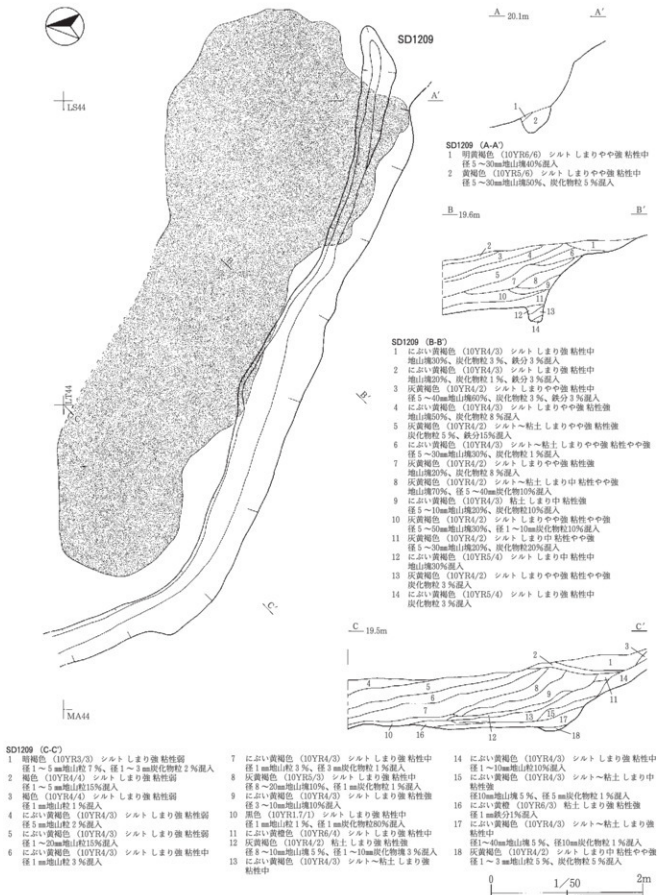 SD1209
A
20.1m
A'
LS44
A'
1
2
SD1209 (A-A')
1 明黄褐色 (10YR6/6) シルト しまりやや強 粘性中
径5～30㎜地山塊40％混入
2 黄褐色 (10YR5/6) シルト しまりやや強 粘性中
径5～30㎜地山塊50％、炭化物粒5％混入
B
19.6m
B'
2
3
4
6
1
5
7
8
9
10
11
12
13
14
B
LT44
B'
SD1209 (B-B')
1 にぶい黄褐色 (10YR4/3) シルト しまり強 粘性中
地山塊30％、炭化物粒3％、鉄分3％混入
2 にぶい黄褐色 (10YR4/3) シルト しまり強 粘性中
地山塊20％、炭化物粒1％、鉄分3％混入
3 灰黄褐色 (10YR4/2) シルト しまりやや強 粘性中
径5～40㎜地山塊60％、炭化物粒3％、鉄分3％混入
4 にぶい黄褐色 (10YR4/3) シルト しまりやや強 粘性強
地山塊50％、炭化物粒8％混入
5 灰黄褐色 (10YR4/2) シルト～粘土 しまりやや強 粘性強
炭化物粒5％、鉄分15％混入
6 にぶい黄褐色 (10YR4/3) シルト～粘土 しまりやや強 粘性やや強
径5～30㎜地山塊30％、炭化物粒1％混入
7 灰黄褐色 (10YR4/2) シルト しまりやや強 粘性強
地山塊20％、炭化物粒8％混入
8 灰黄褐色 (10YR4/2) シルト～粘土 しまり中 粘性やや強
地山塊70％、径5～40㎜炭化物10％混入
9 にぶい黄褐色 (10YR4/3) 粘土 しまり中 粘性強
径5～10㎜地山塊20％、炭化物粒10％混入
10 灰黄褐色 (10YR4/2) シルト しまりやや強 粘性やや強
径5～50㎜地山塊30％、径1～10㎜炭化物粒10％混入
11 灰黄褐色 (10YR4/2) シルト しまり中 粘性やや強
径5～30㎜地山塊20％、炭化物粒20％混入
12 にぶい黄褐色 (10YR5/4) シルト しまり中 粘性中
地山塊30％混入
13 灰黄褐色 (10YR4/2) シルト しまりやや強 粘性やや強
炭化物粒3％混入
14 にぶい黄褐色 (10YR5/4) シルト しまり強 粘性中
炭化物粒3％混入
C'
C
19.5m
C'
4
5
6
7
2
8
9
1
3
14
11
10
16
12
13
15
17
18
MA44
SD1209 (C-C')
1 暗褐色 (10YR3/3) シルト しまり強 粘性弱
径1～5㎜地山粒7％、径1～3㎜炭化物粒2％混入
2 褐色 (10YR4/4) シルト しまり強 粘性弱
径1～5㎜地山粒15％混入
3 褐色 (10YR4/4) シルト しまり強 粘性弱
径1㎜地山粒1％混入
4 にぶい黄褐色 (10YR4/3) シルト しまり強 粘性弱
径5㎜地山粒2％混入
5 にぶい黄褐色 (10YR4/3) シルト しまり強 粘性弱
径1～20㎜地山粒15％混入
6 にぶい黄褐色 (10YR4/3) シルト しまり強 粘性中
径1㎜地山粒3％混入
7 にぶい黄褐色 (10YR4/3) シルト しまり強 粘性中
径1㎜地山粒3％、径3㎜炭化物粒1％混入
8 灰黄褐色 (10YR5/3) シルト しまり強 粘性中
径8～20㎜地山塊10％、径1㎜炭化物粒1％混入
9 にぶい黄褐色 (10YR4/3) シルト しまり強 粘性強
径3～10㎜地山塊10％混入
10 黒色 (10YR1.7/1) シルト しまり強 粘性中
径1㎜地山粒1％、径1㎜炭化物粒80％混入
11 にぶい黄橙色 (10YR6/4) シルト しまり強 粘性中
12 灰黄褐色 (10YR4/2) 粘土 しまり強 粘性強
径8～10㎜地山塊5％、径1～10㎜炭化物塊3％混入
13 にぶい黄褐色 (10YR4/3) シルト～粘土 しまり強
粘性中
14 にぶい黄褐色 (10YR4/3) シルト しまり強 粘性中
径1～10㎜地山粒10％混入
15 にぶい黄褐色 (10YR4/3) シルト～粘土 しまり中
粘性強
径10㎜地山塊5％、径5㎜炭化物粒1％混入
16 にぶい黄橙 (10YR6/3) 粘土 しまり強 粘性強
径1㎜鉄分1％混入
17 にぶい黄褐色 (10YR4/3) シルト～粘土 しまり強
粘性中
径1～40㎜地山塊5％、径10㎜炭化物粒1％混入
18 灰黄褐色 (10YR4/2) シルト しまり中 粘性やや強
径1～3㎜地山粒5％、炭化物粒5％混入
0
1/50
2m